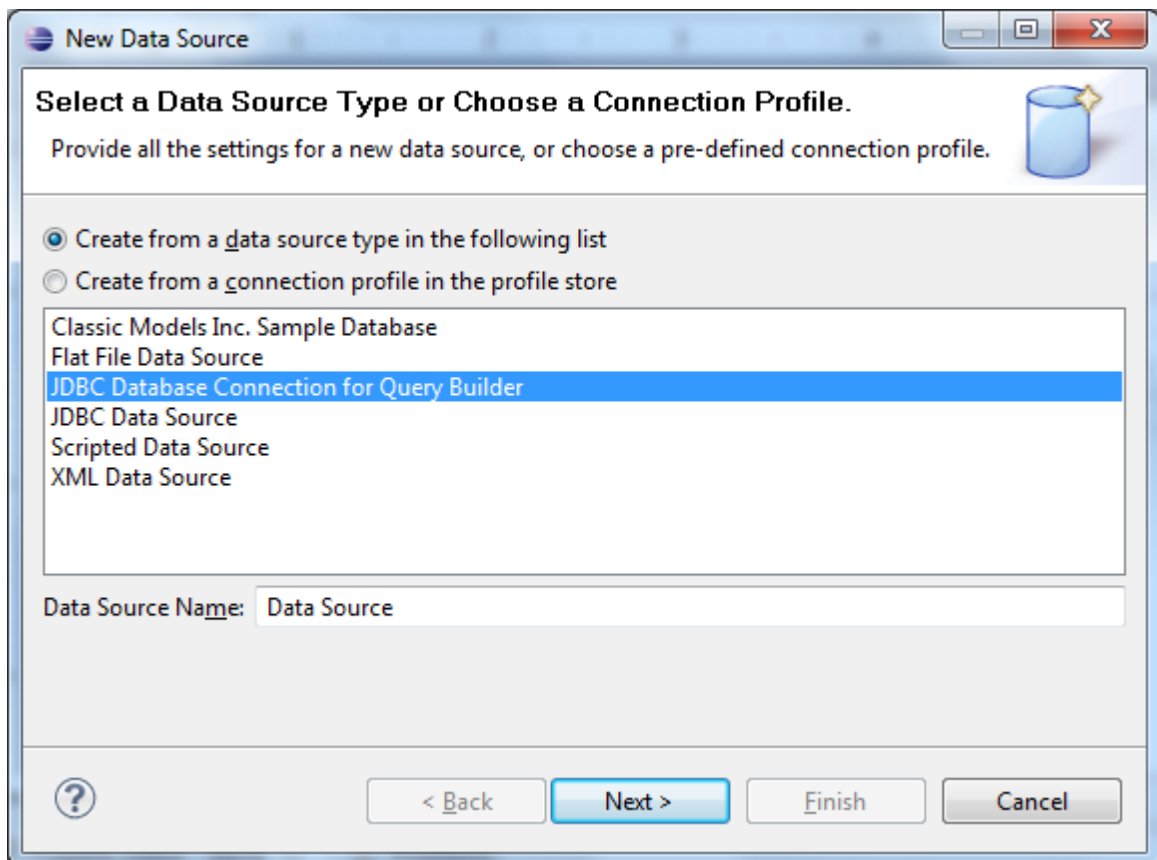 New Data Source
Select a Data Source Type or Choose a Connection Profile.
Provide all the settings for a new data source, or choose a pre-defined connection profile.
Create from a data source type in the following list
Create from a connection profile in the profile store
Classic Models Inc. Sample Database
Flat File Data Source
JDBC Database Connection for Query Builder
JDBC Data Source
Scripted Data Source
XML Data Source
Data Source Name: Data Source
? < Back Next > Finish Cancel